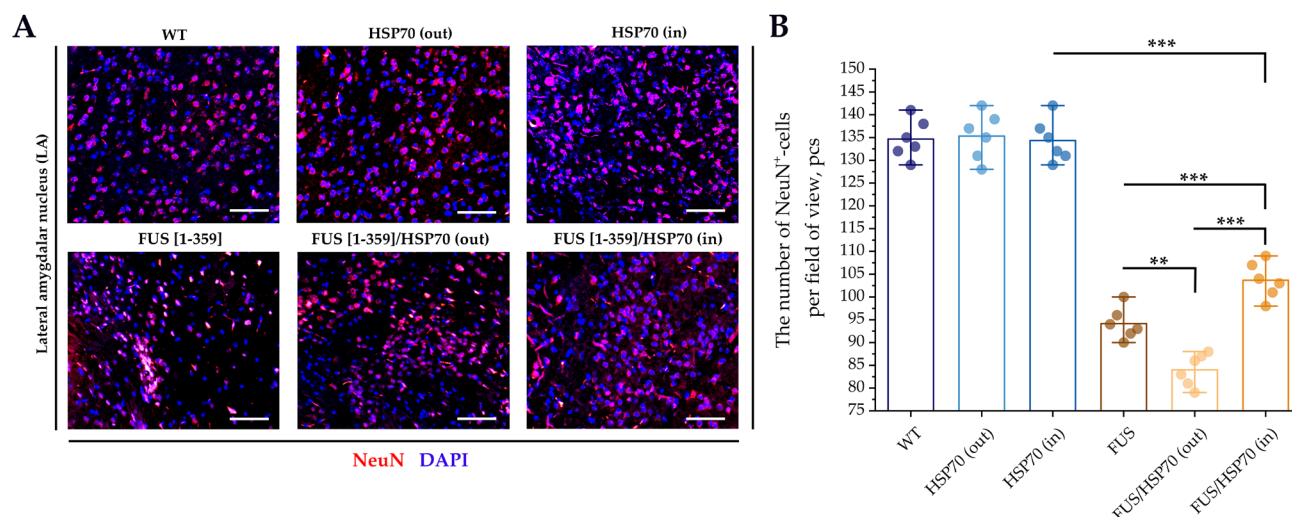 A
WT
HSP70 (out)
HSP70 (in)
Lateral amygdalar nucleus (LA)
FUS [1-359]
FUS [1-359]/HSP70 (out)
FUS [1-359]/HSP70 (in)
NeuN DAPI
B
The number of NeuN⁺-cells
per field of view, pcs
150
145
140
135
130
125
120
115
110
105
100
95
90
85
80
75
***
***
***
**
WT
HSP70 (out)
HSP70 (in)
FUS
FUS/HSP70 (out)
FUS/HSP70 (in)